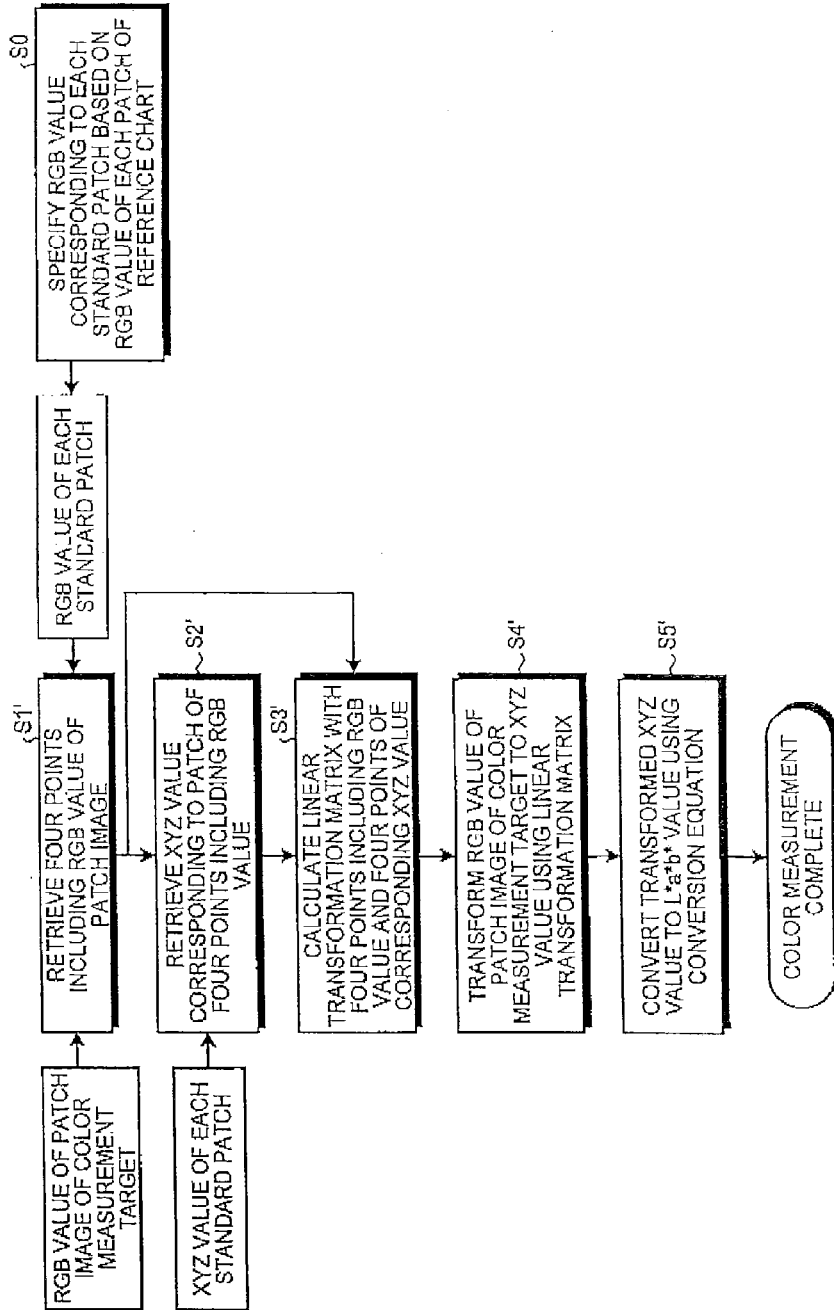 S0
SPECIFY RGB VALUE
CORRESPONDING TO EACH
STANDARD PATCH BASED ON
RGB VALUE OF EACH PATCH OF
REFERENCE CHART
RGB VALUE OF EACH
STANDARD PATCH
RGB VALUE OF PATCH
IMAGE OF COLOR
MEASUREMENT
TARGET
S1'
RETRIEVE FOUR POINTS
INCLUDING RGB VALUE OF
PATCH IMAGE
XYZ VALUE OF EACH
STANDARD PATCH
S2'
RETRIEVE XYZ VALUE
CORRESPONDING TO PATCH OF
FOUR POINTS INCLUDING RGB
VALUE
S3'
CALCULATE LINEAR
TRANSFORMATION MATRIX WITH
FOUR POINTS INCLUDING RGB
VALUE AND FOUR POINTS OF
CORRESPONDING XYZ VALUE
S4'
TRANSFORM RGB VALUE OF
PATCH IMAGE OF COLOR
MEASUREMENT TARGET TO XYZ
VALUE USING LINEAR
TRANSFORMATION MATRIX
S5'
CONVERT TRANSFORMED XYZ
VALUE TO L*a*b* VALUE USING
CONVERSION EQUATION
COLOR MEASUREMENT
COMPLETE